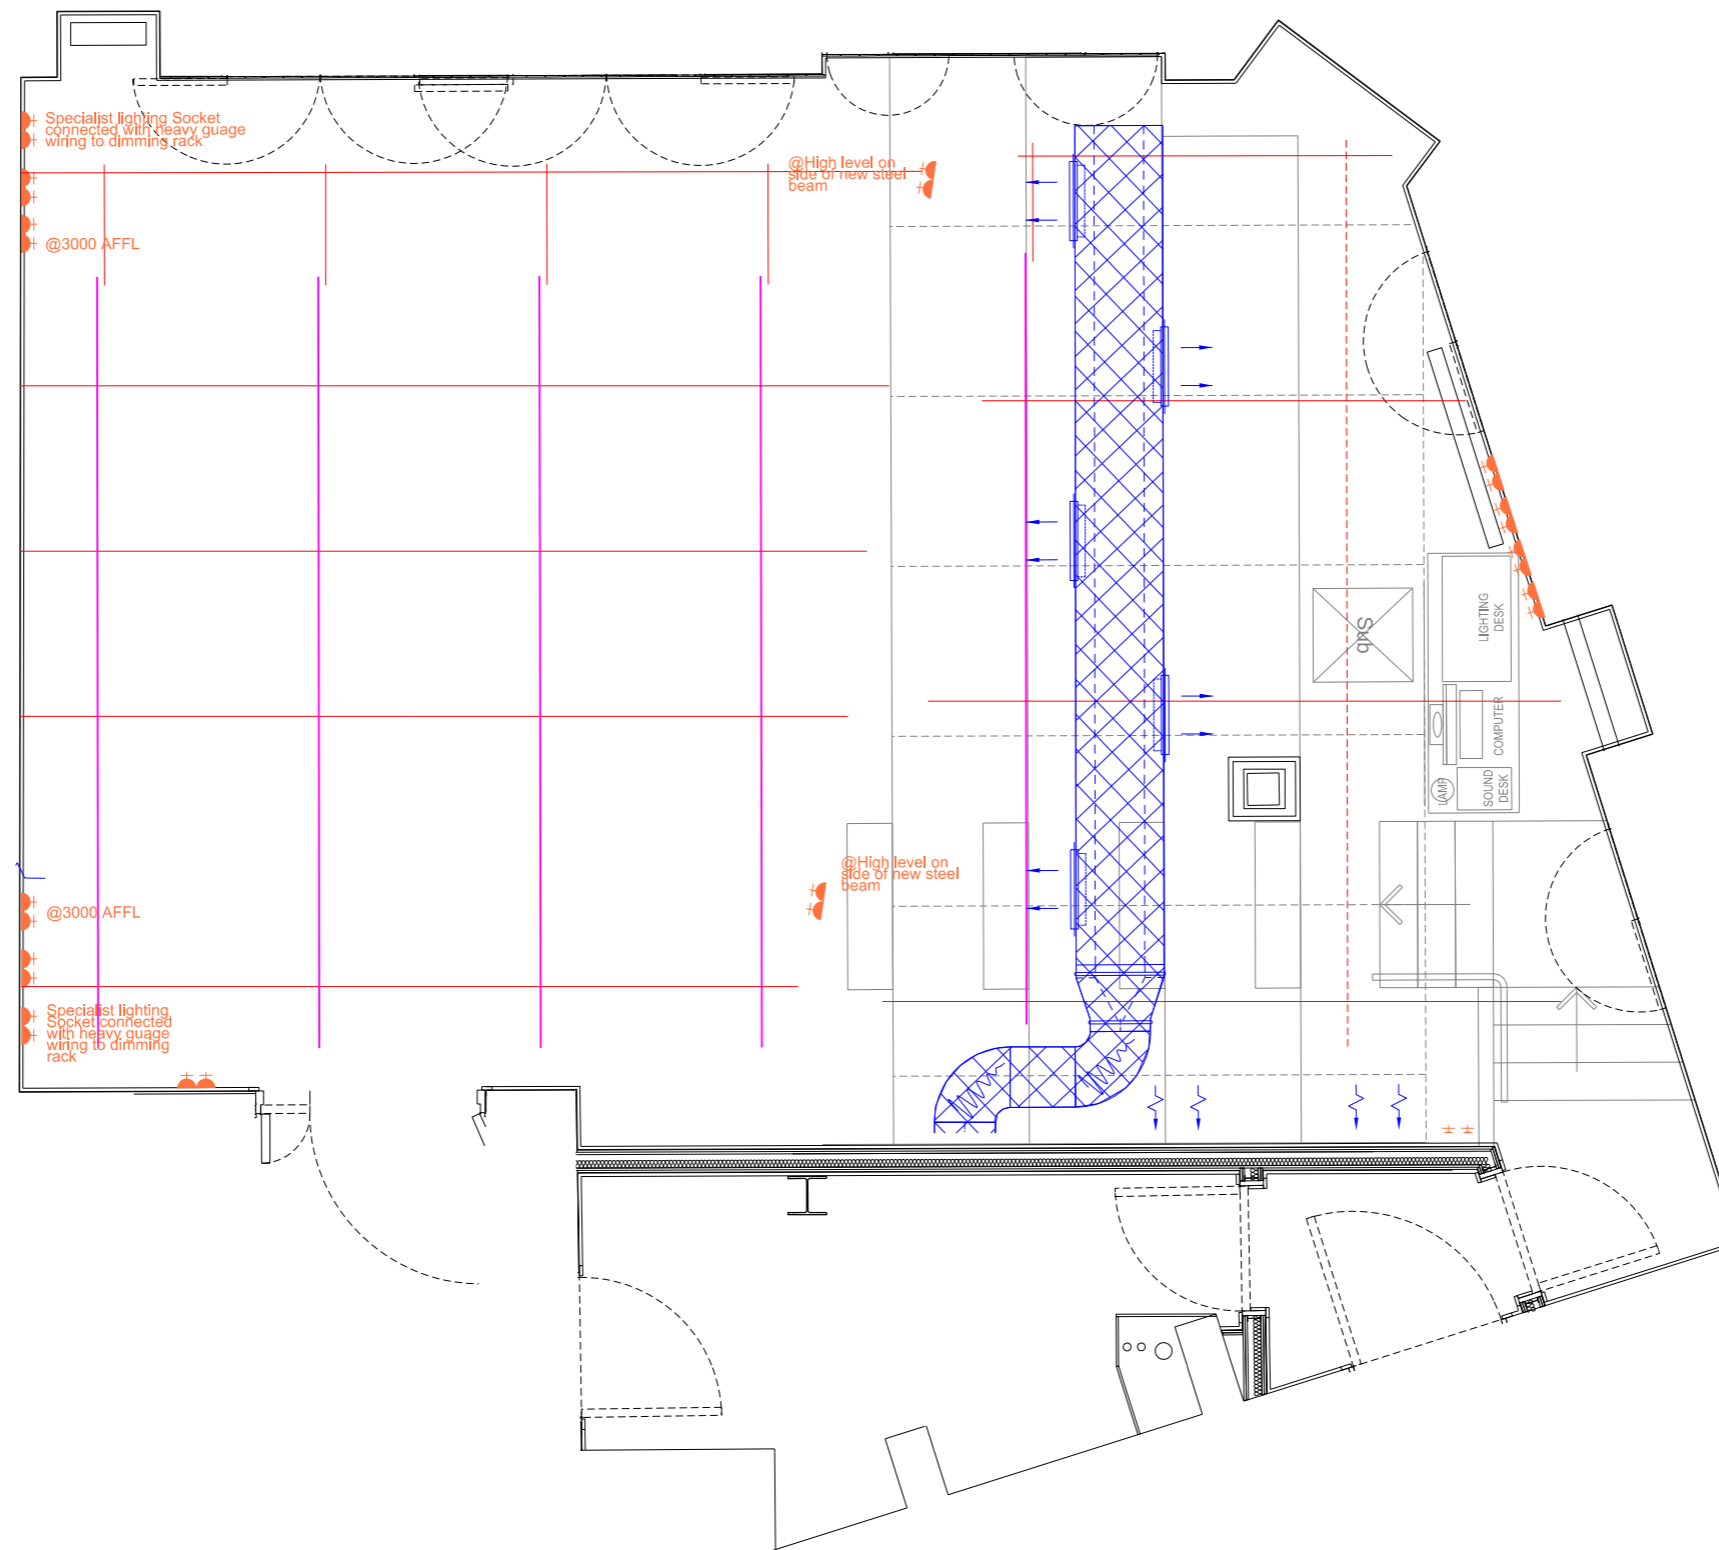 Specialist lighting Socket
connected with heavy guage
wiring to dimming rack
@High level on
side of new steel
beam
@3000 AFFL
Sub
LIGHTING
DESK
COMPUTER
SOUND
DESK
LAMP
@High level on
side of new steel
beam
@3000 AFFL
Specialist lighting
Socket connected
with heavy guage
wiring to dimming
rack